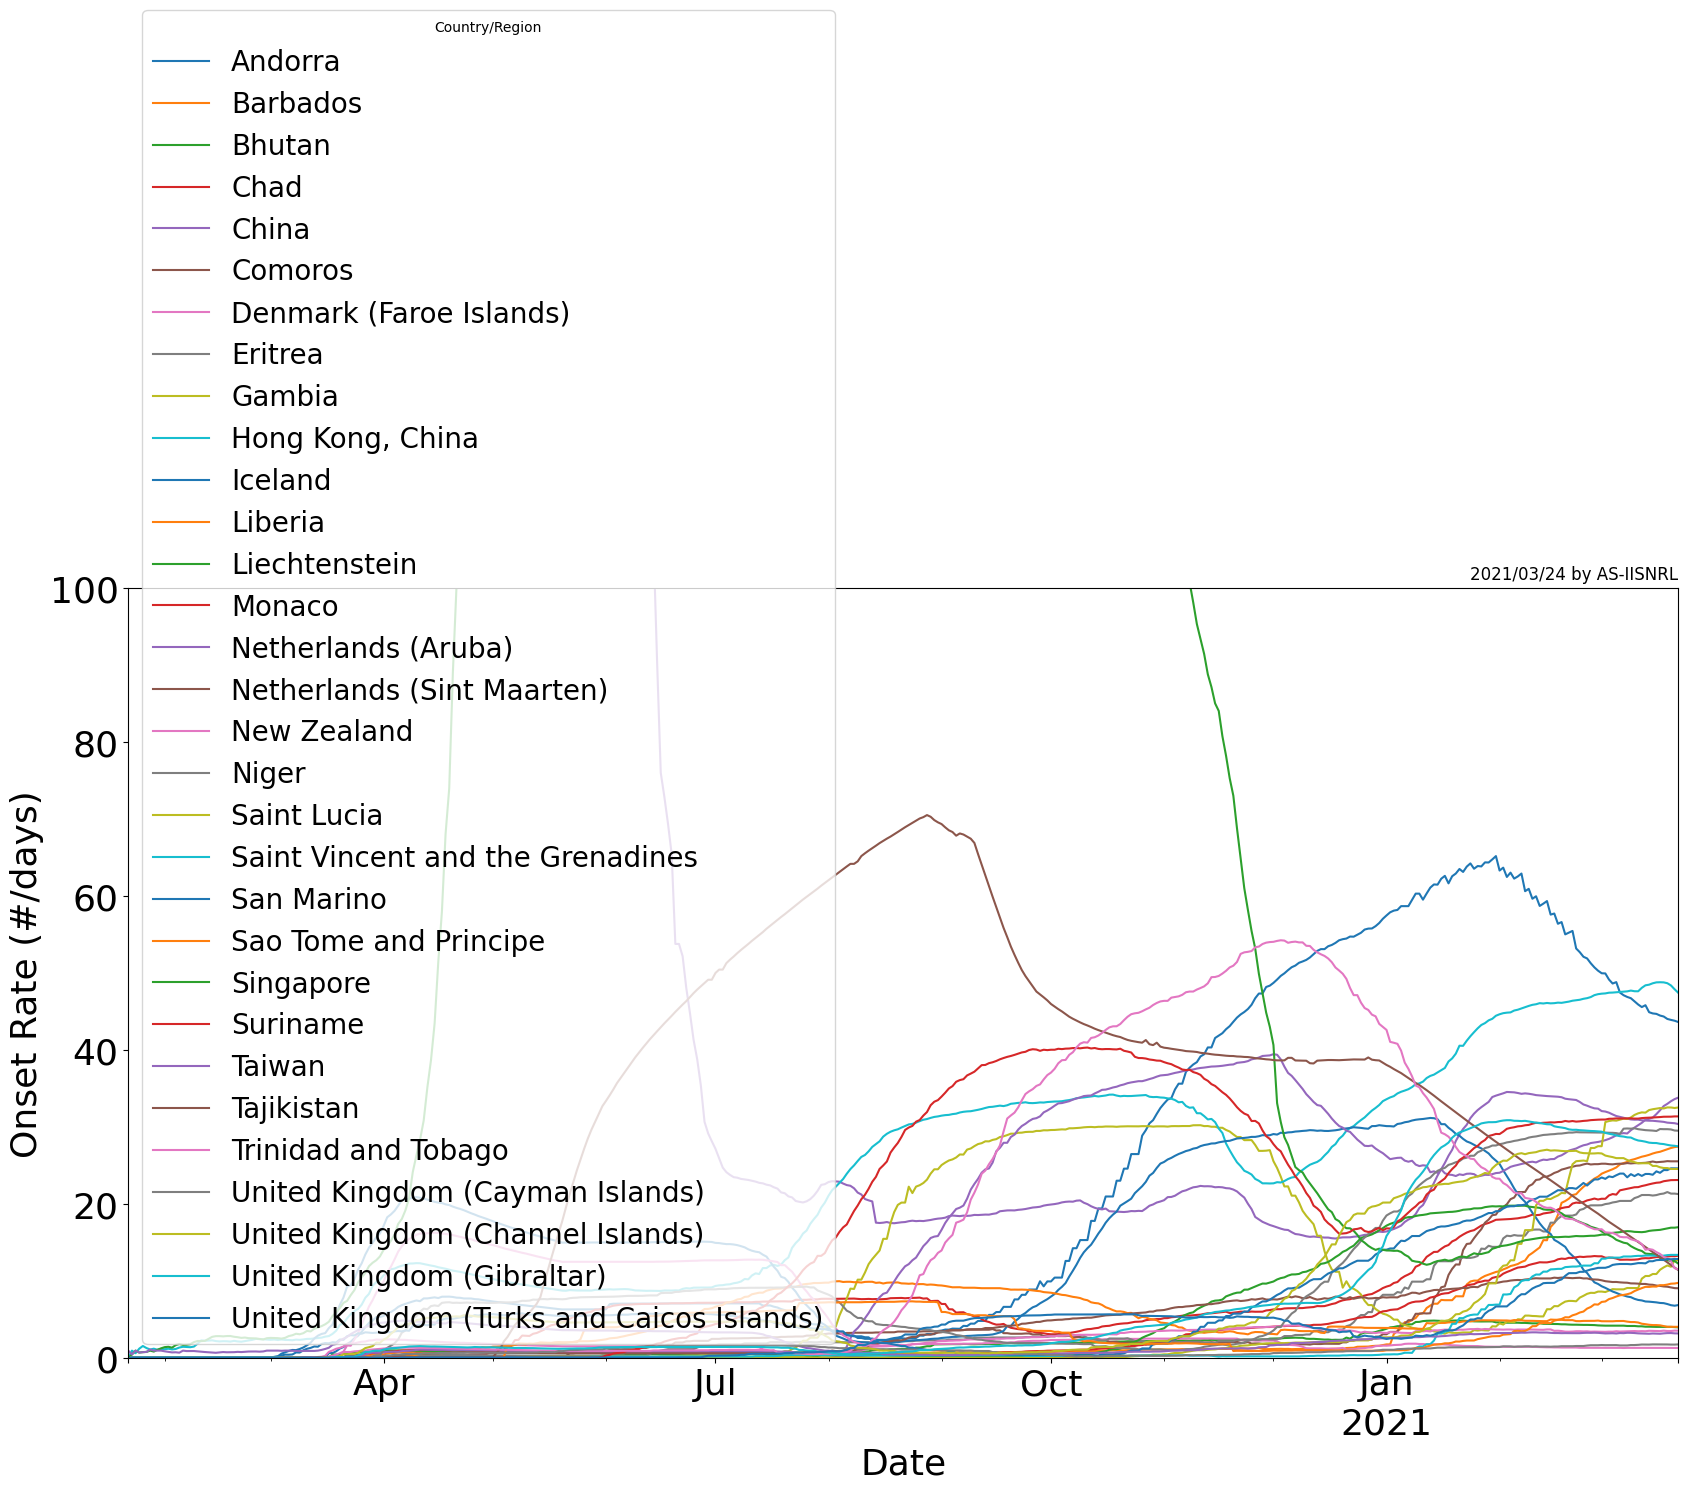 Country/Region
Andorra
Barbados
Bhutan
Chad
China
Comoros
Denmark (Faroe Islands)
Eritrea
Gambia
Hong Kong, China
Iceland
Liberia
Liechtenstein
Monaco
Netherlands (Aruba)
Netherlands (Sint Maarten)
New Zealand
Niger
Saint Lucia
Saint Vincent and the Grenadines
San Marino
Sao Tome and Principe
Singapore
Suriname
Taiwan
Tajikistan
Trinidad and Tobago
United Kingdom (Cayman Islands)
United Kingdom (Channel Islands)
United Kingdom (Gibraltar)
United Kingdom (Turks and Caicos Islands)
2021/03/24 by AS-IISNRL
100
80
60
40
20
0
Onset Rate (#/days)
Apr
Jul
Oct
Jan
2021
Date